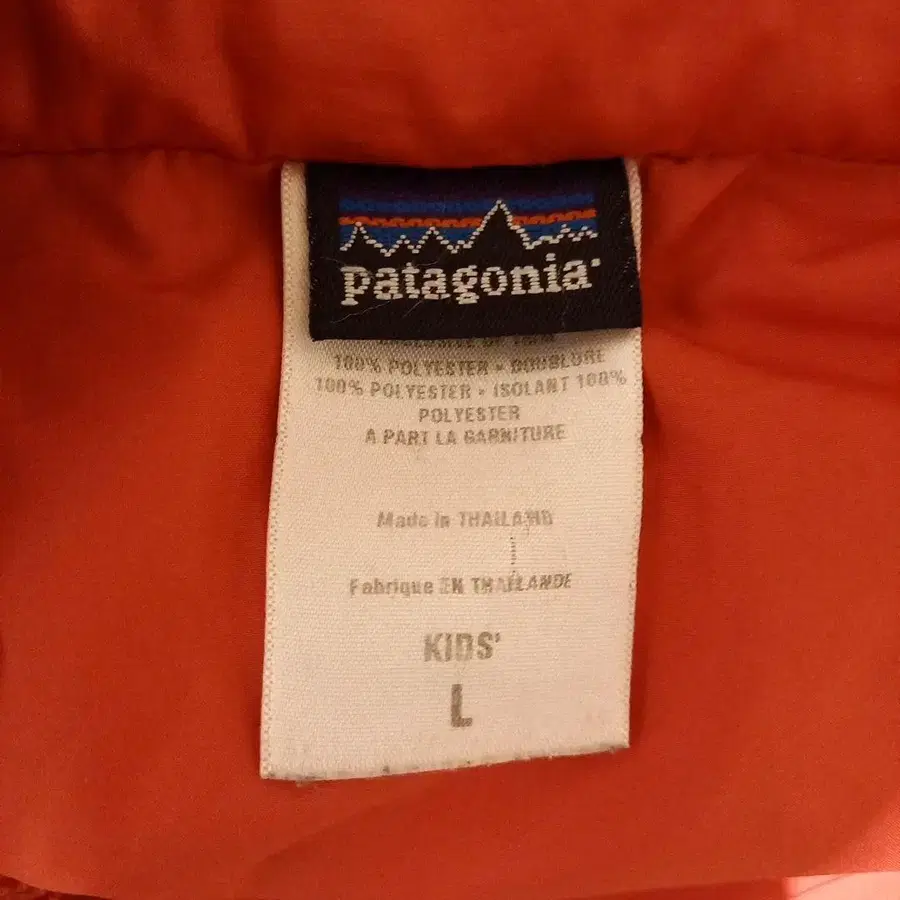 patagonia
100% POLYESTER • DOUBLURE
100% POLYESTER • ISOLANT 100%
POLYESTER
A PART LA GARNITURE
Made in THAILAND
Fabrique EN THAILANDE
KIDS'
L